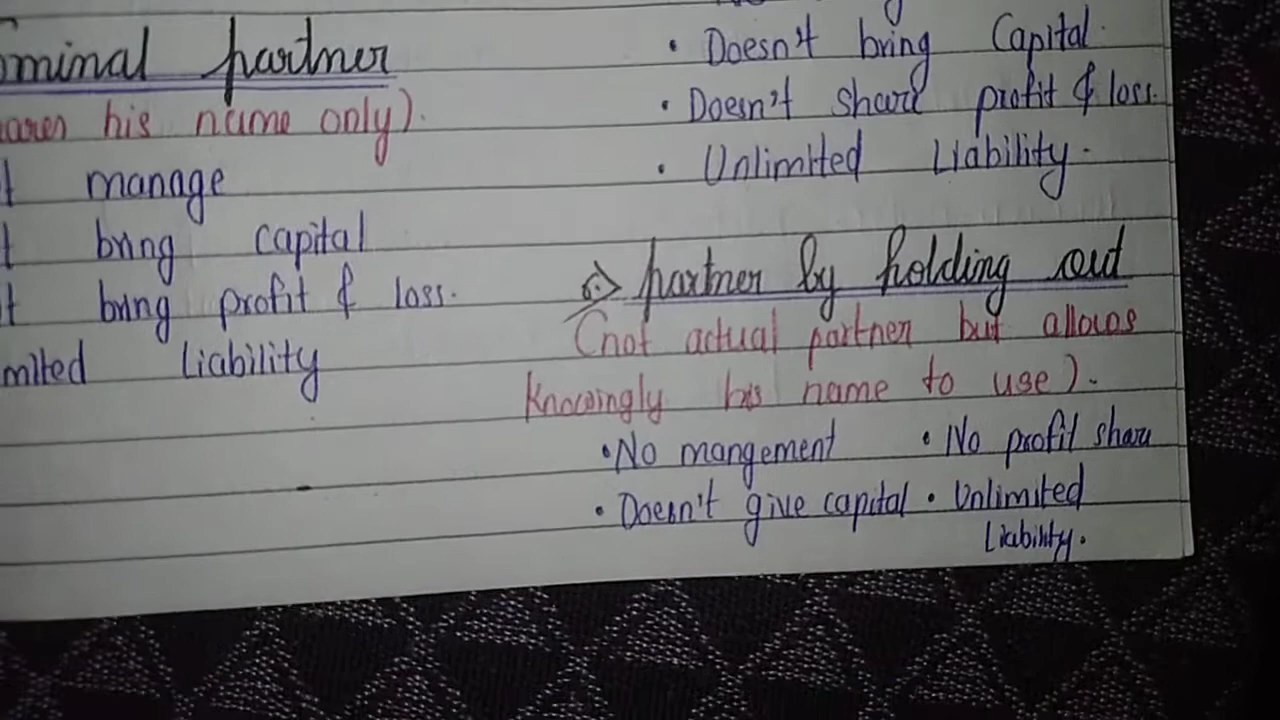 minal partner
his name only).
manage
bring capital
bring profit & loss.
mited liability
• Doesn't bring Capital.
• Doesn't share profit & loss.
• Unlimited Liability.
6) partner by holding out
(not actual partner but allows
knowingly his name to use).
• No mangement • No profit share
• Doesn't give capital • Unlimited
Liability.